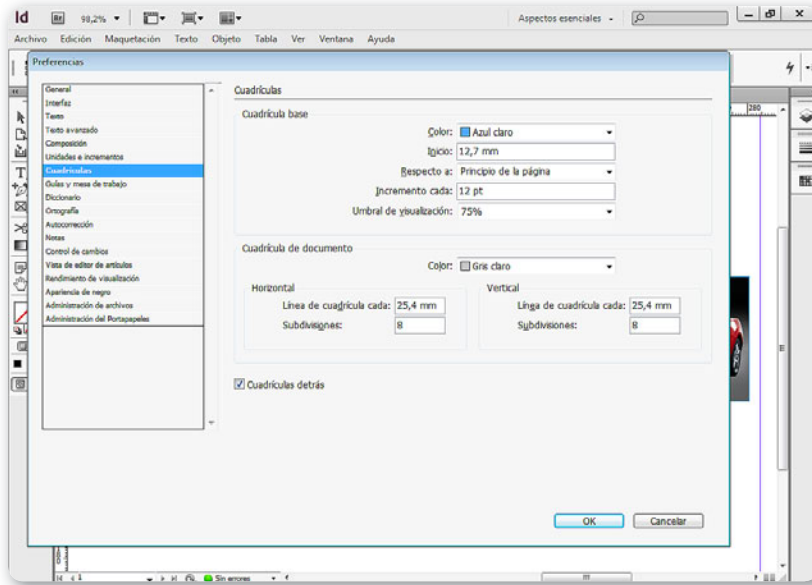 Id Br 98,2% Aspectos esenciales
Archivo Edición Maquetación Texto Objeto Tabla Ver Ventana Ayuda
Preferencias
General
Interfaz
Texto
Texto avanzado
Composición
Unidades e incrementos
Cuadrículas
Guías y mesa de trabajo
Diccionario
Ortografía
Autocorrección
Notas
Control de cambios
Vista de editor de artículos
Rendimiento de visualización
Apariencia de negro
Administración de archivos
Administración del Portapapeles
Cuadrículas
Cuadrícula base
Color: Azul claro
Inicio: 12,7 mm
Respecto a: Principio de la página
Incremento cada: 12 pt
Umbral de visualización: 75%
Cuadrícula de documento
Color: Gris claro
Horizontal
Línea de cuadrícula cada: 25,4 mm
Subdivisiones: 8
Vertical
Línea de cuadrícula cada: 25,4 mm
Subdivisiones: 8
Cuadrículas detrás
OK Cancelar
280
1 Sin errores